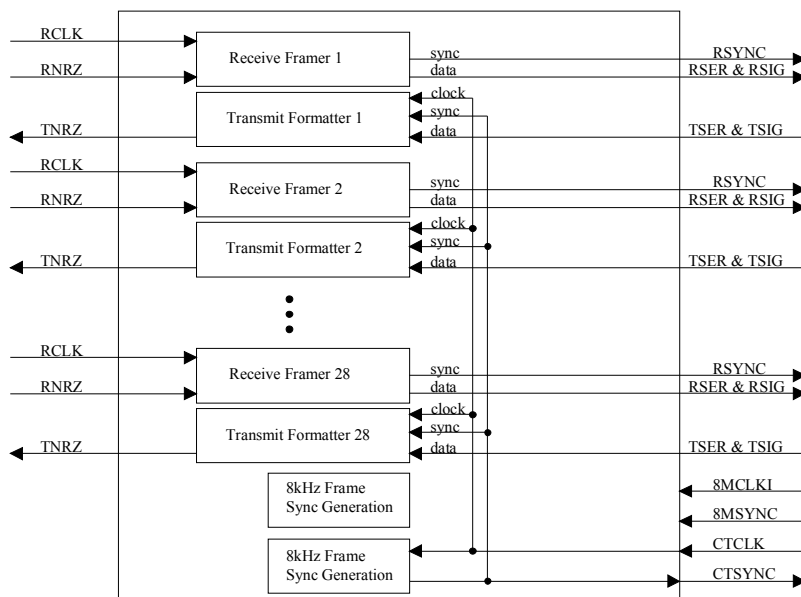 RCLK
Receive Framer 1
sync
RSYNC
RNRZ
data
RSER & RSIG
clock
Transmit Formatter 1
sync
TNRZ
data
TSER & TSIG
RCLK
Receive Framer 2
sync
RSYNC
RNRZ
data
RSER & RSIG
clock
Transmit Formatter 2
sync
TNRZ
data
TSER & TSIG
RCLK
Receive Framer 28
sync
RSYNC
RNRZ
data
RSER & RSIG
clock
Transmit Formatter 28
sync
TNRZ
data
TSER & TSIG
8kHz Frame
Sync Generation
8MCLKI
8MSYNC
8kHz Frame
Sync Generation
CTCLK
CTSYNC